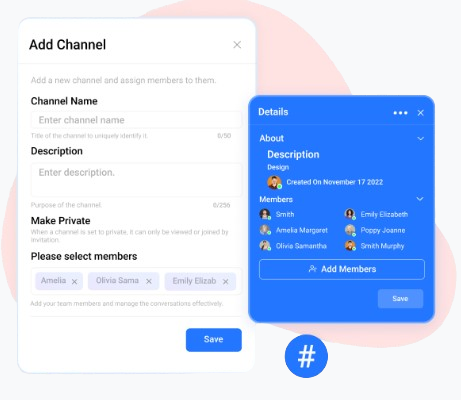 Add Channel
Add a new channel and assign members to them.
Channel Name
Enter channel name
Title of the channel to uniquely identify it.
0/50
Description
Enter description.
Purpose of the channel.
0/256
Make Private
When a channel is set to private, it can only be viewed or joined by
invitation.
Please select members
Amelia × Olivia Sama × Emily Elizab ×
Add your team members and manage the conversations effectively.
Save
Details
About
Description
Design
Created On November 17 2022
Members
Smith Emily Elizabeth
Amelia Margaret Poppy Joanne
Olivia Samantha Smith Murphy
Add Members
Save
#